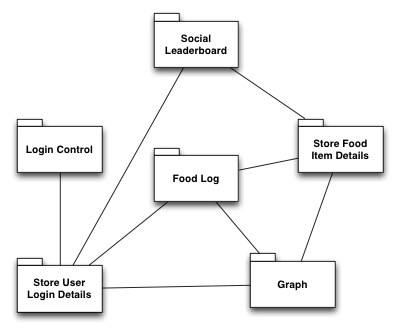 Social
Leaderboard
Login Control
Store Food
Item Details
Food Log
Store User
Login Details
Graph